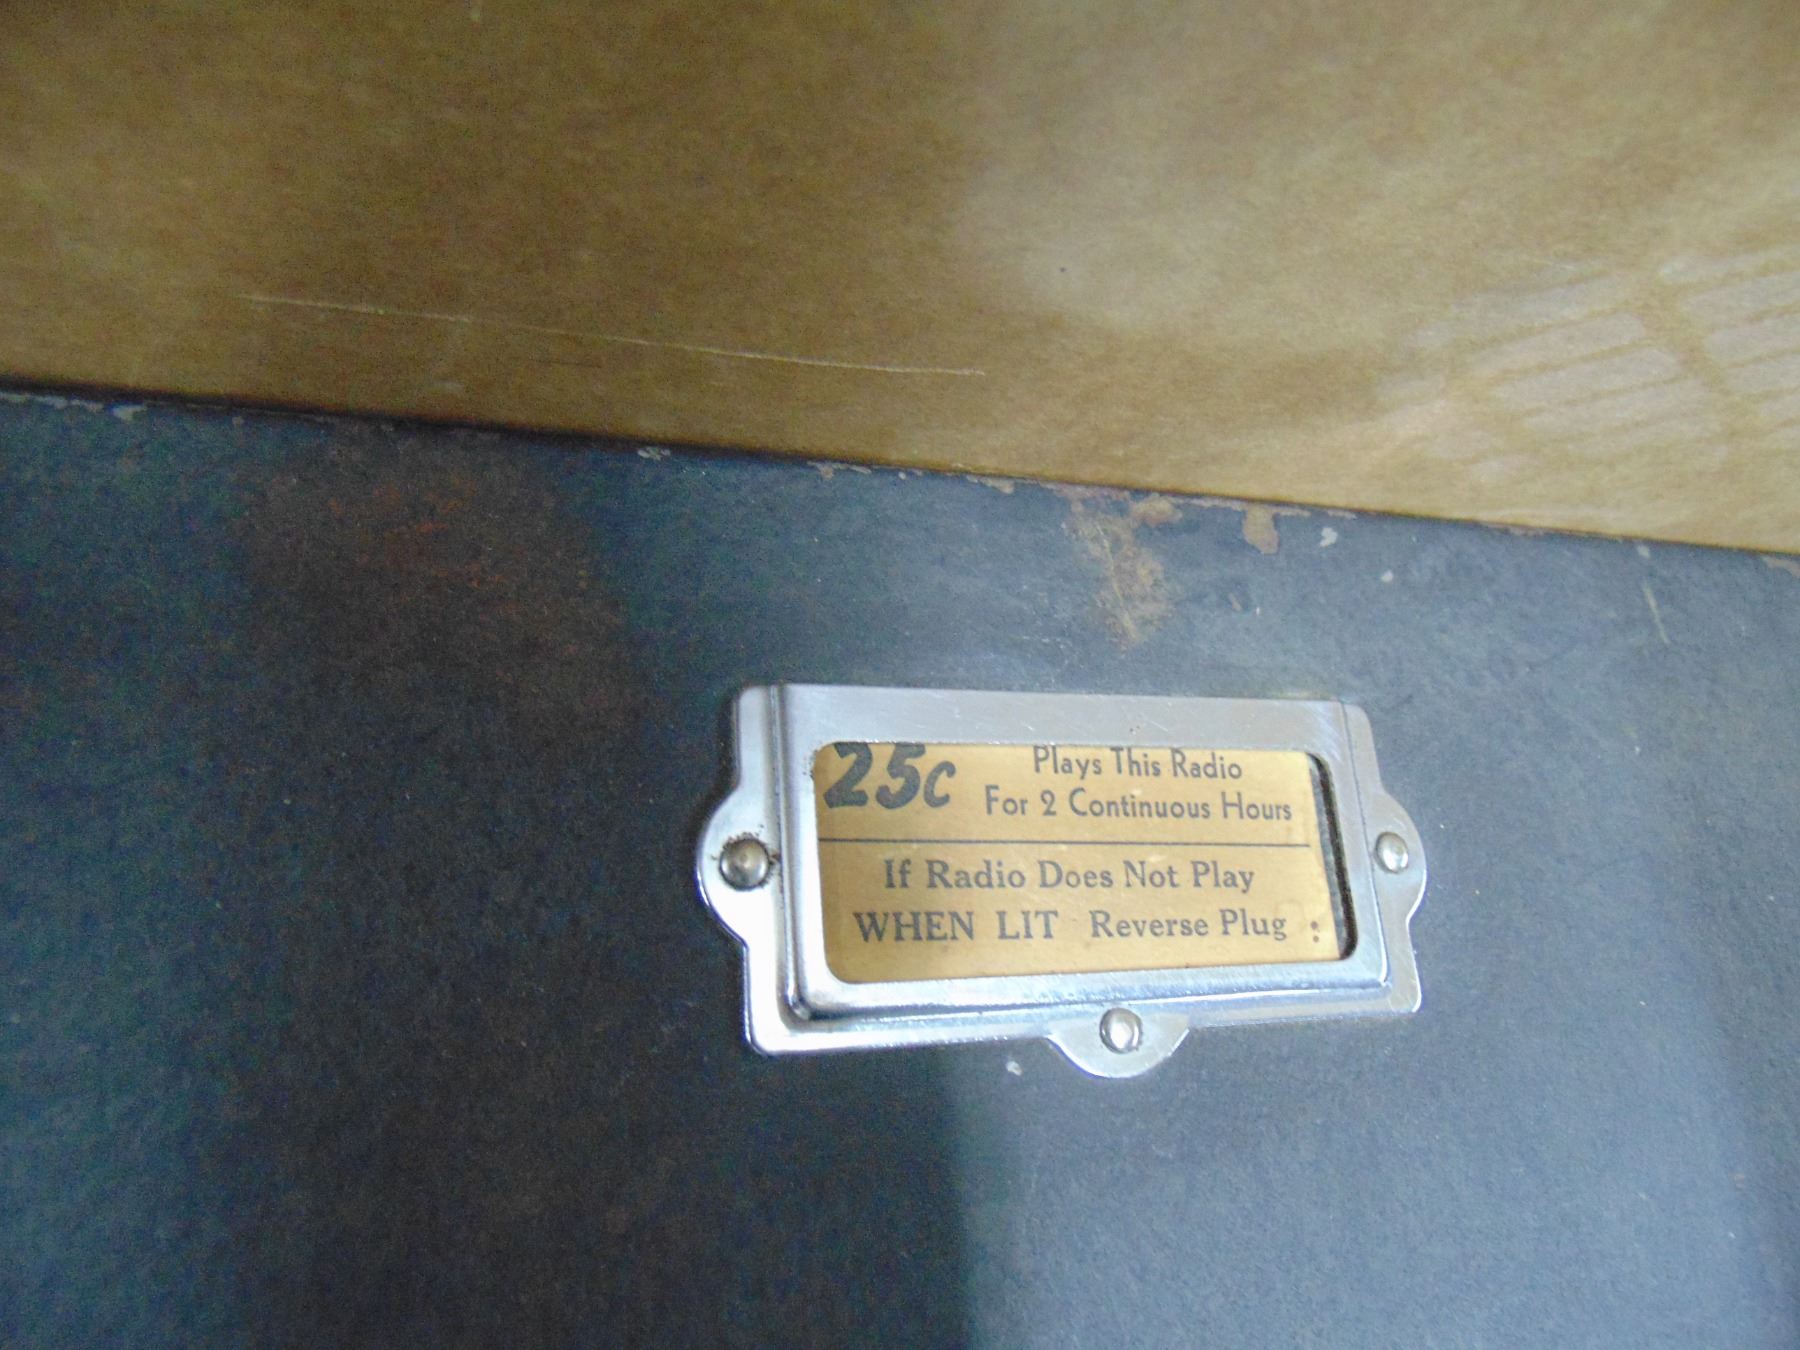 25c Plays This Radio
For 2 Continuous Hours
If Radio Does Not Play
WHEN LIT Reverse Plug